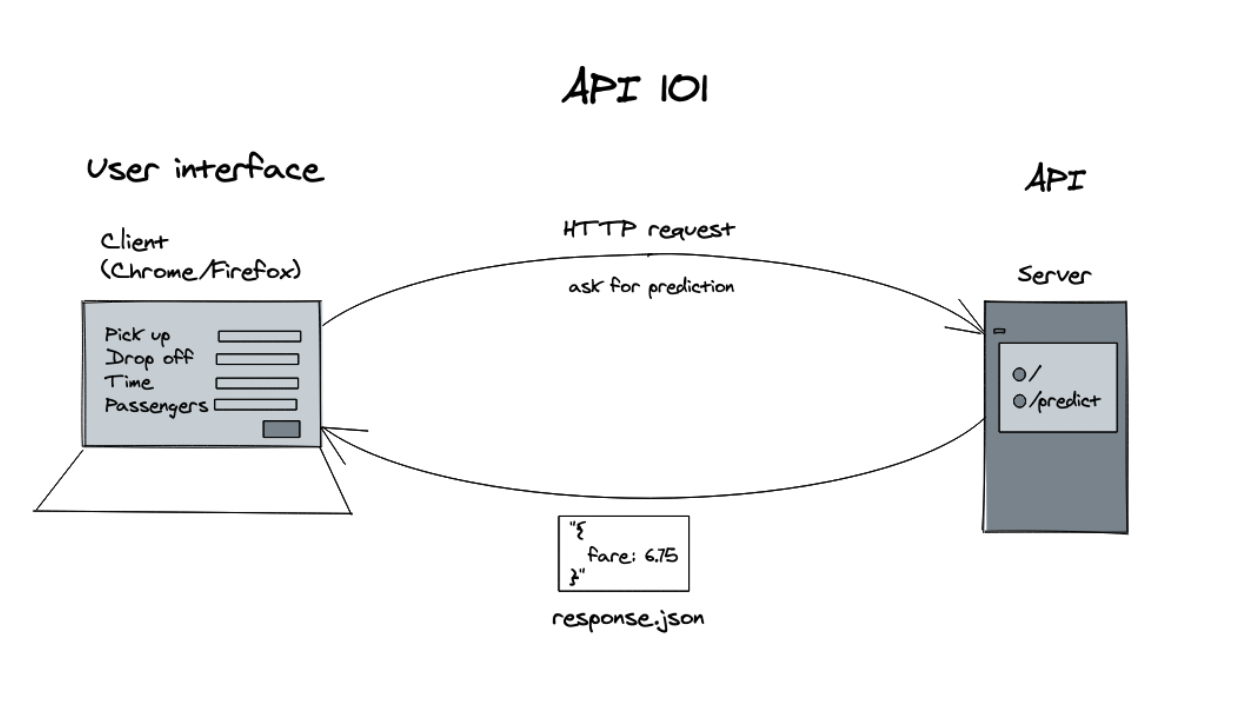 API 101
User interface
API
Client
(Chrome/Firefox)
HTTP request
ask for prediction
Server
Pick up
Drop off
Time
Passengers
/
/predict
"{
fare: 6.75
}"
response.json